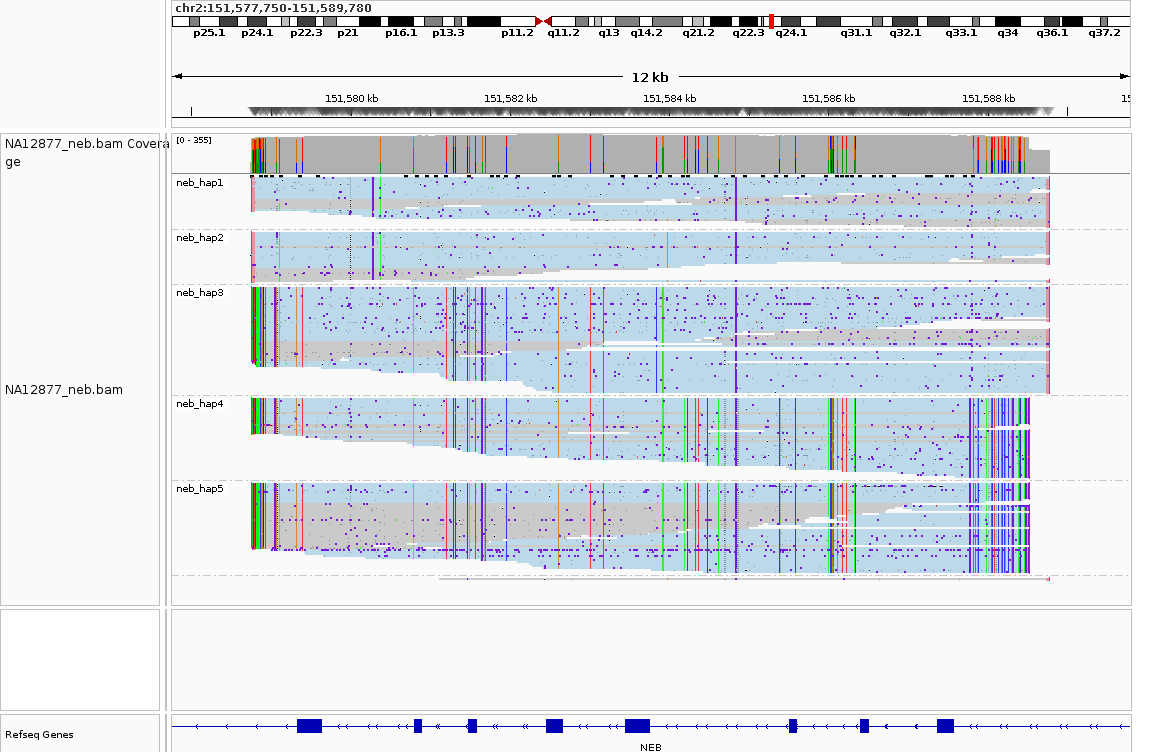 chr2:151,577,750-151,589,780
p25.1 p24.1 p22.3 p21 p16.1 p13.3 p11.2 q11.2 q13 q14.2 q21.2 q22.3 q24.1 q31.1 q32.1 q33.1 q34 q36.1 q37.2
12 kb
151,580 kb 151,582 kb 151,584 kb 151,586 kb 151,588 kb 15
NA12877_neb.bam Covera
ge
[0 - 355]
neb_hap1
neb_hap2
neb_hap3
NA12877_neb.bam
neb_hap4
neb_hap5
Refseq Genes
NEB